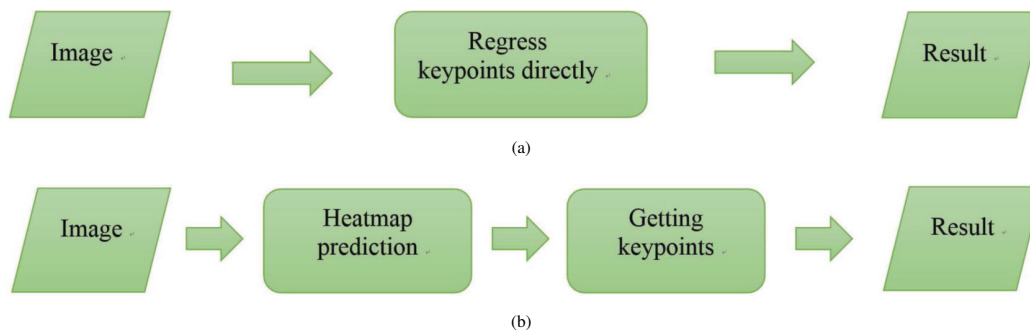 Image
Regress
keypoints directly
Result
(a)
Image
Heatmap
prediction
Getting
keypoints
Result
(b)